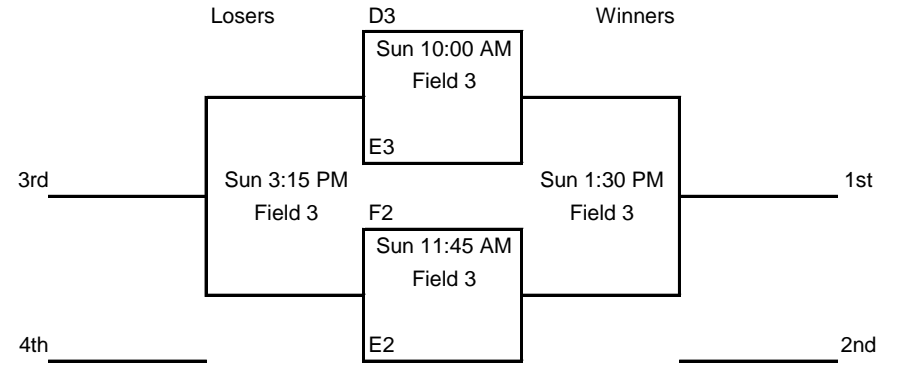 Losers D3 Winners
Sun 10:00 AM
Field 3
E3
3rd Sun 3:15 PM Sun 1:30 PM 1st
Field 3 F2 Field 3
Sun 11:45 AM
Field 3
4th E2 2nd